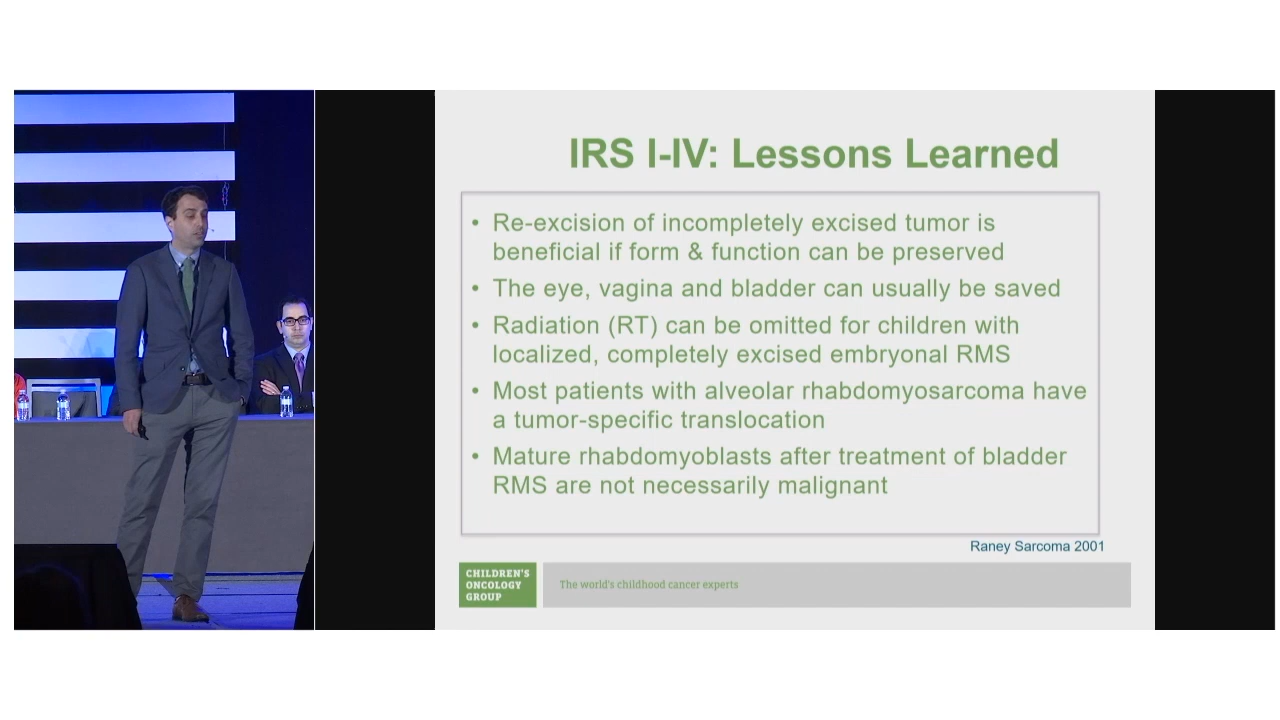 IRS I-IV: Lessons Learned
• Re-excision of incompletely excised tumor is
beneficial if form & function can be preserved
• The eye, vagina and bladder can usually be saved
• Radiation (RT) can be omitted for children with
localized, completely excised embryonal RMS
• Most patients with alveolar rhabdomyosarcoma have
a tumor-specific translocation
• Mature rhabdomyoblasts after treatment of bladder
RMS are not necessarily malignant
Raney Sarcoma 2001
CHILDREN'S
ONCOLOGY
GROUP
The world's childhood cancer experts